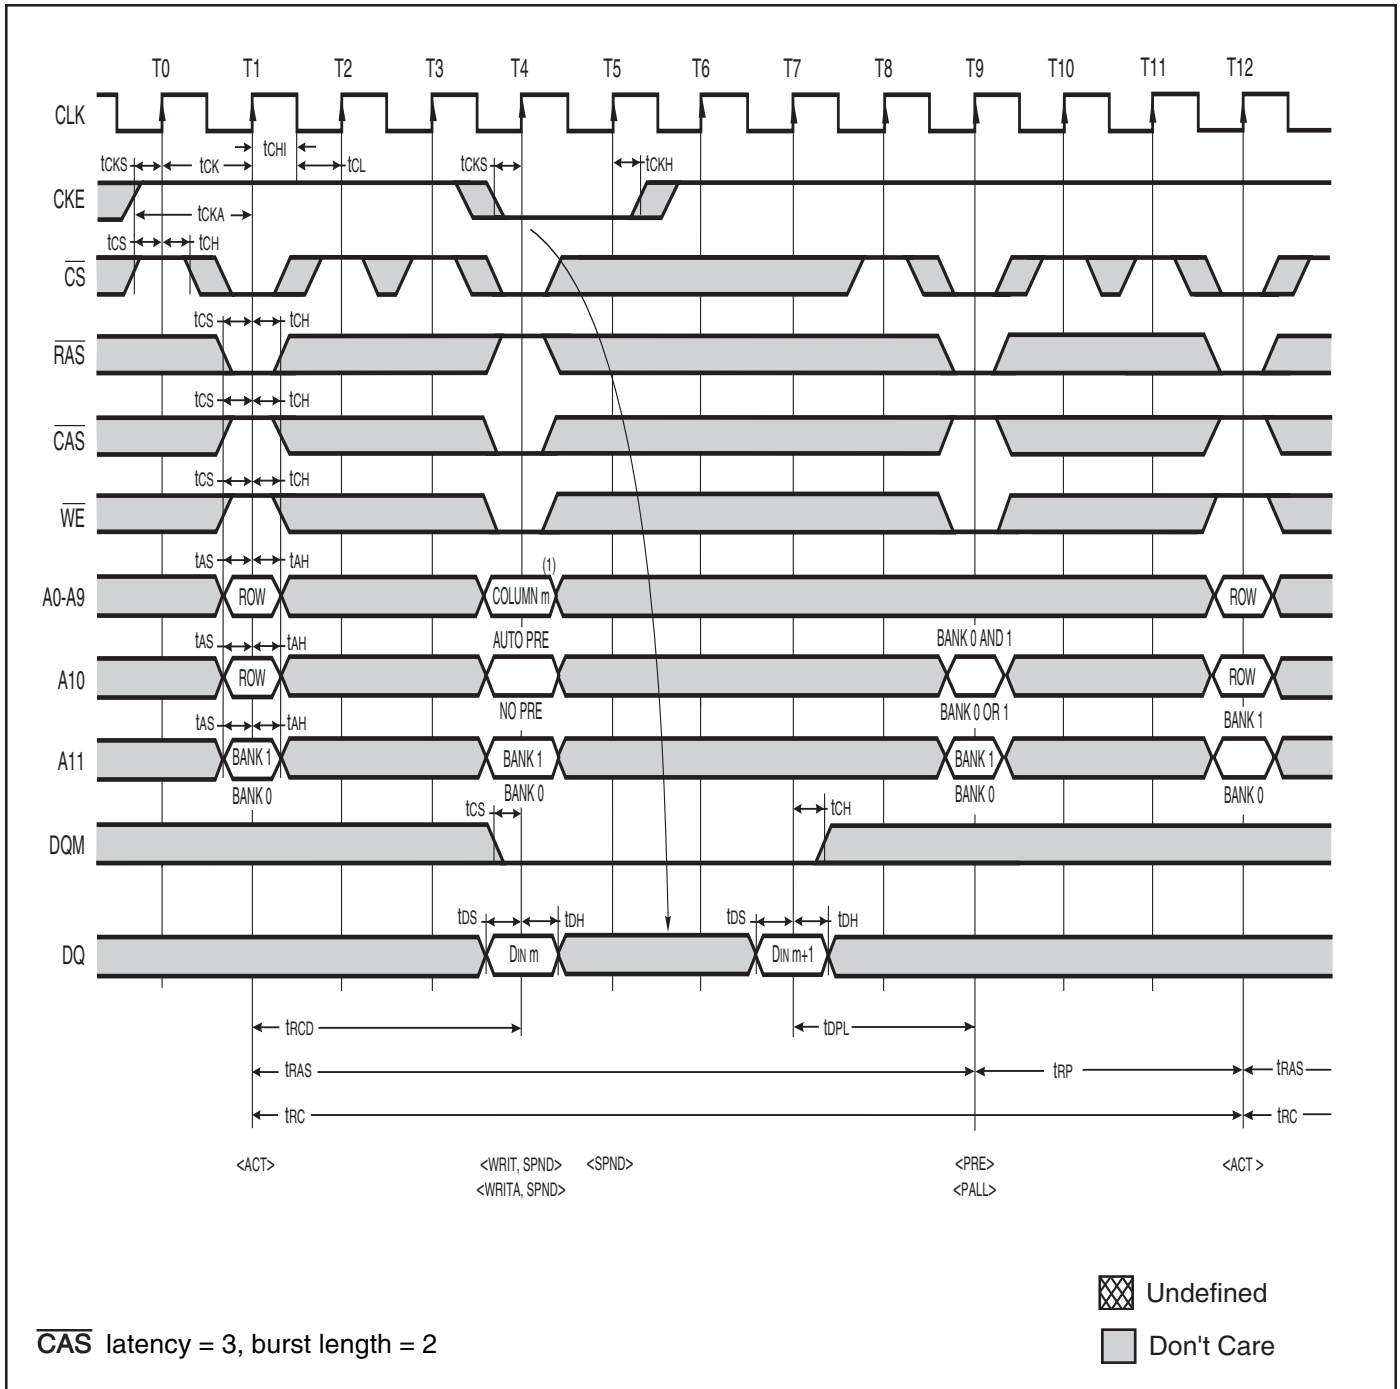 T0 T1 T2 T3 T4 T5 T6 T7 T8 T9 T10 T11 T12
CLK
tCHI
tCKS tCK tCL tCKS tCKH
CKE
tCKA
tCS tCH
CS
tCS tCH
RAS
tCS tCH
CAS
tCS tCH
WE
tAS tAH
(1)
A0-A9 ROW COLUMN m ROW
tAS tAH AUTO PRE BANK 0 AND 1
A10 ROW ROW
NO PRE BANK 0 OR 1 BANK 1
tAS tAH
A11 BANK 1 BANK 1 BANK 1
BANK 0 BANK 0 BANK 0 BANK 0
tCS tCH
DQM
tDS tDH tDS tDH
DQ DIN m DIN m+1
tRCD tDPL
tRAS tRP tRAS
tRC tRC
<ACT> <WRIT, SPND> <SPND> <PRE> <ACT >
<WRITA, SPND> <PALL>
Undefined
CAS latency = 3, burst length = 2
Don't Care